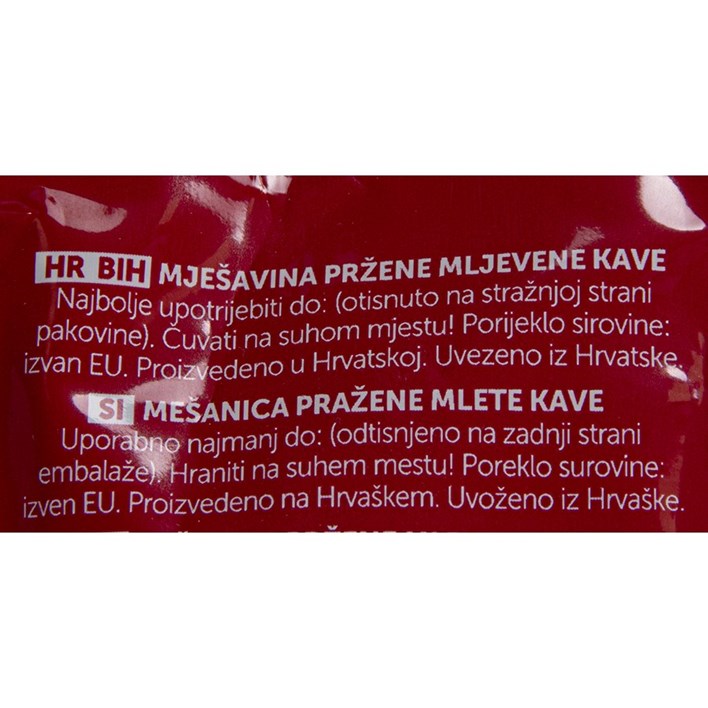 HR BIH MJEŠAVINA PRŽENE MLJEVENE KAVE
Najbolje upotrijebiti do: (otisnuto na stražnjoj strani
pakovine). Čuvati na suhom mjestu! Porijeklo sirovine:
izvan EU. Proizvedeno u Hrvatskoj. Uvezeno iz Hrvatske.
SI MEŠANICA PRAŽENE MLETE KAVE
Uporabno najmanj do: (odtisnjeno na zadnji strani
embalaže). Hraniti na suhem mestu! Poreklo surovine:
izven EU. Proizvedeno na Hrvaškem. Uvoženo iz Hrvaške.